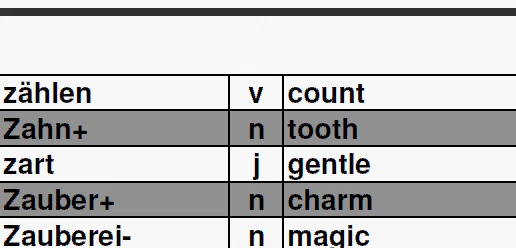 zählen v count
Zahn+ n tooth
zart j gentle
Zauber+ n charm
Zauberei- n magic